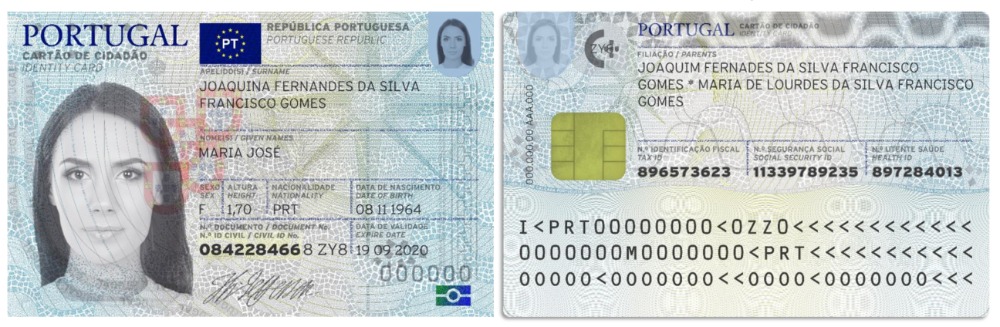 PORTUGAL
CARTÃO DE CIDADÃO
IDENTITY CARD
PT
REPÚBLICA PORTUGUESA
PORTUGUESE REPUBLIC
APELIDO(S) / SURNAME
JOAQUINA FERNANDES DA SILVA
FRANCISCO GOMES
NOME(S) / GIVEN NAMES
MARIA JOSÉ
SEXO ALTURA NACIONALIDADE DATA DE NASCIMENTO
SEX HEIGHT NATIONALITY DATE OF BIRTH
F 1,70 PRT 08 11 1964
N.º DOCUMENTO / DOCUMENT No. DATA DE VALIDADE
N.º ID CIVIL / CIVIL ID No. EXPIRE DATE
084228466 8 ZY8 19 09 2020
000000
ZY8
PORTUGAL CARTÃO DE CIDADÃO
FILIAÇÃO / PARENTS
JOAQUIM FERNADES DA SILVA FRANCISCO
GOMES * MARIA DE LOURDES DA SILVA FRANCISCO
GOMES
000.000.00 AAA.000
N.º IDENTIFICAÇÃO FISCAL N.º SEGURANÇA SOCIAL N.º UTENTE SAÚDE
TAX ID SOCIAL SECURITY ID HEALTH ID
896573623 11339789235 897284013
I<PRT00000000<0ZZ0<<<<<<<<<<<<
0000000M0000000<PRT<<<<<<<<<<<
00000<0000000<<0000<0000000<<<